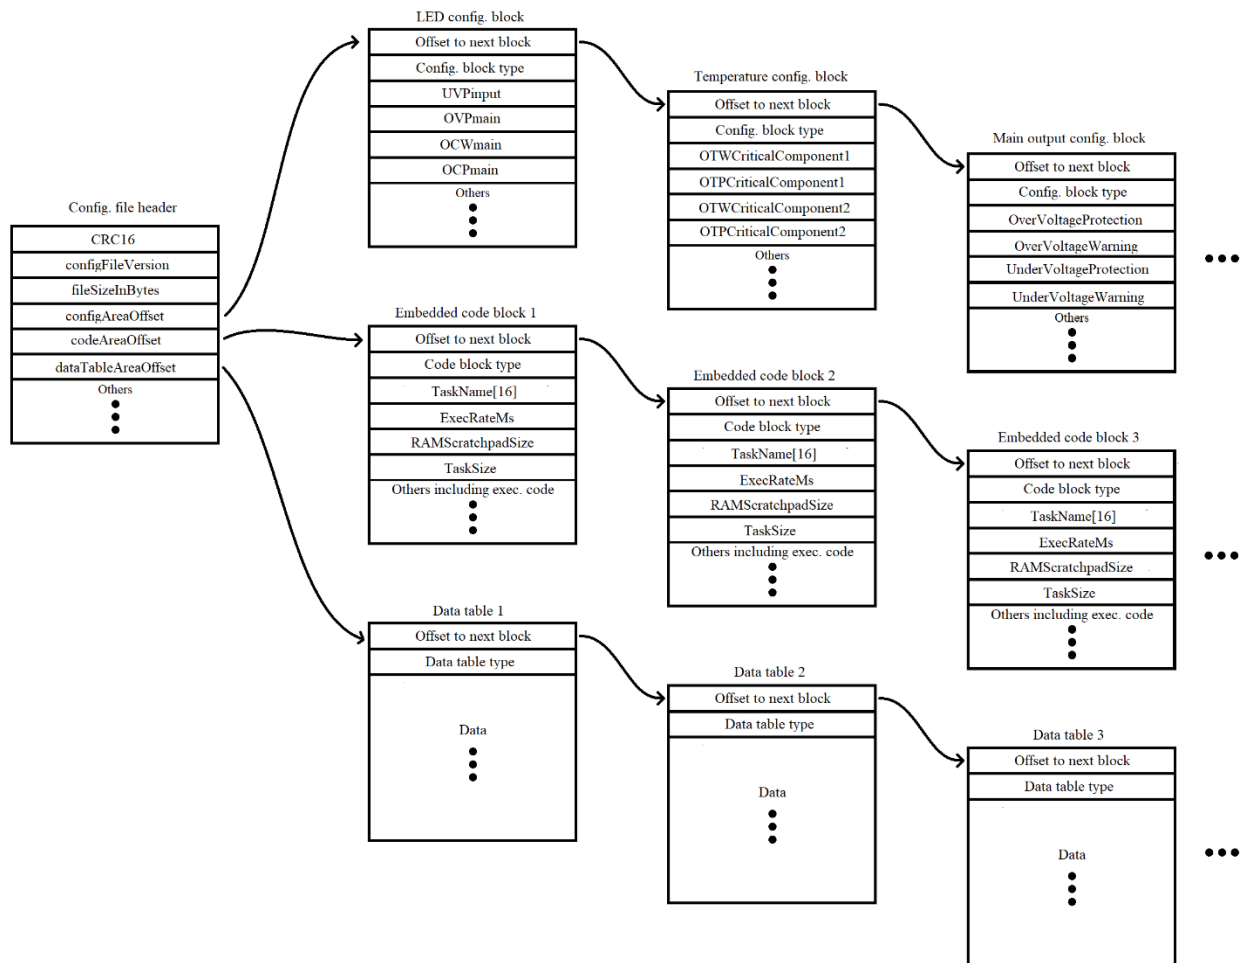 Config. file header
CRC16
configFileVersion
fileSizeInBytes
configAreaOffset
codeAreaOffset
dataTableAreaOffset
Others
LED config. block
Offset to next block
Config. block type
UVPinput
OVPmain
OCWmain
OCPmain
Others
Temperature config. block
Offset to next block
Config. block type
OTWCriticalComponent1
OTPCriticalComponent1
OTWCriticalComponent2
OTPCriticalComponent2
Others
Main output config. block
Offset to next block
Config. block type
OverVoltageProtection
OverVoltageWarning
UnderVoltageProtection
UnderVoltageWarning
Others
Embedded code block 1
Offset to next block
Code block type
TaskName[16]
ExecRateMs
RAMScratchpadSize
TaskSize
Others including exec. code
Embedded code block 2
Offset to next block
Code block type
TaskName[16]
ExecRateMs
RAMScratchpadSize
TaskSize
Others including exec. code
Embedded code block 3
Offset to next block
Code block type
TaskName[16]
ExecRateMs
RAMScratchpadSize
TaskSize
Others including exec. code
Data table 1
Offset to next block
Data table type
Data
Data table 2
Offset to next block
Data table type
Data
Data table 3
Offset to next block
Data table type
Data